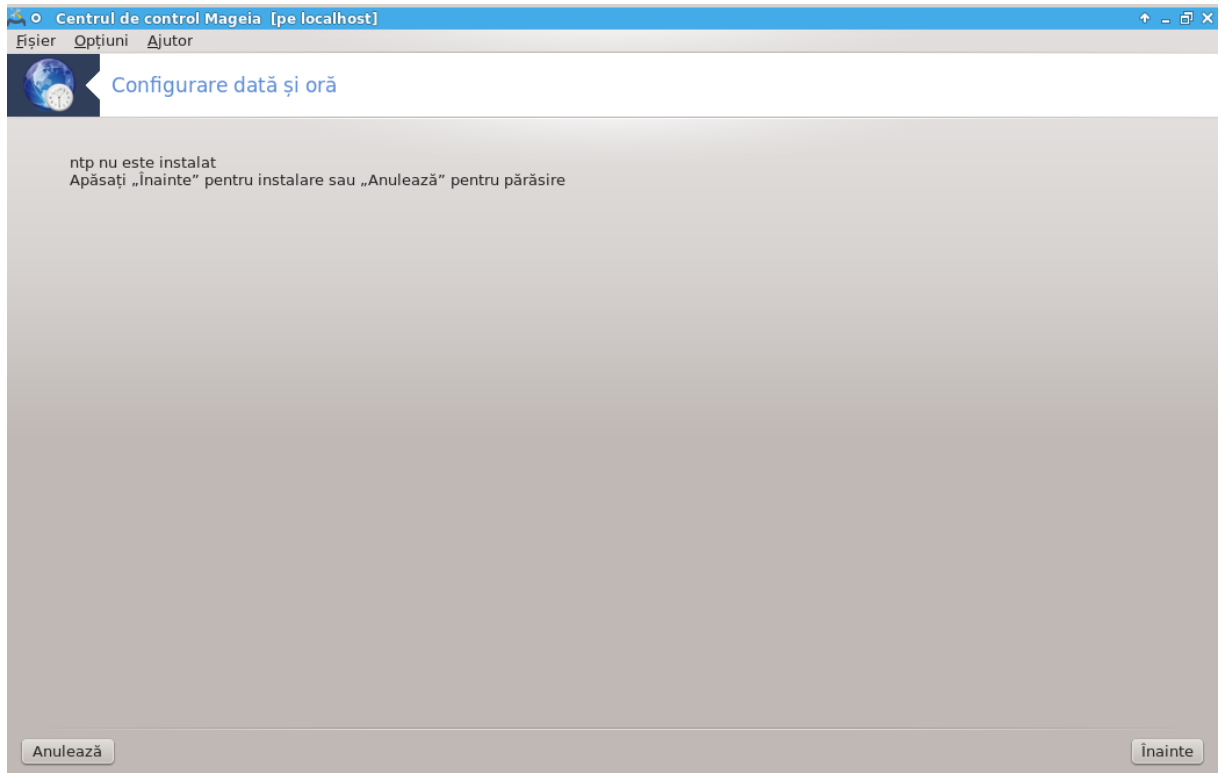 Centrul de control Mageia [pe localhost]
Fișier Opțiuni Ajutor
Configurare dată și oră
ntp nu este instalat
Apăsați „Înainte” pentru instalare sau „Anulează” pentru părăsire
Anulează Înainte